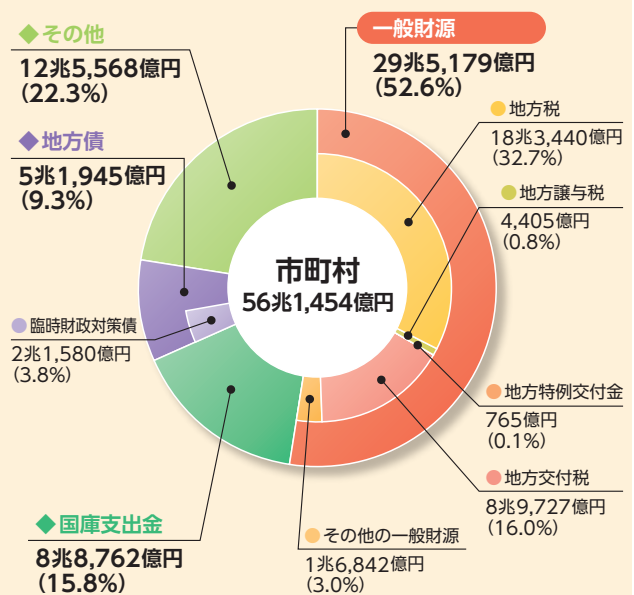 ◆その他
12兆5,568億円
(22.3%)
一般財源
29兆5,179億円
(52.6%)
◆地方債
5兆1,945億円
(9.3%)
●地方税
18兆3,440億円
(32.7%)
●地方譲与税
4,405億円
(0.8%)
市町村
56兆1,454億円
●臨時財政対策債
2兆1,580億円
(3.8%)
●地方特例交付金
765億円
(0.1%)
●地方交付税
8兆9,727億円
(16.0%)
◆国庫支出金
8兆8,762億円
(15.8%)
●その他の一般財源
1兆6,842億円
(3.0%)